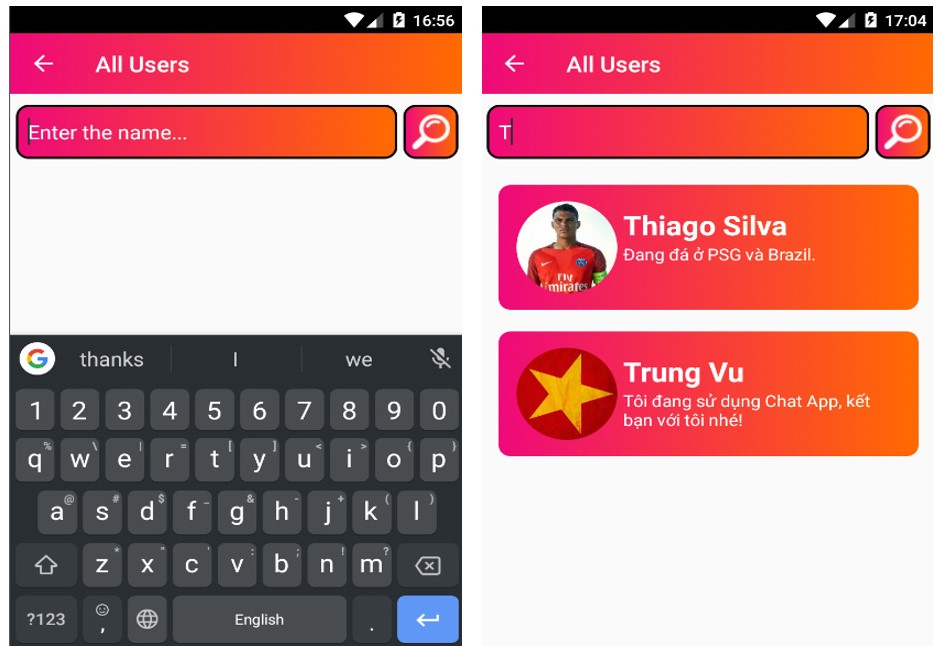 16:56
All Users
Enter the name...
thanks I we
1 2 3 4 5 6 7 8 9 0
% \ | = [ ] < > { }
q w e r t y u i o p
@ # $ _ & - + ( )
a s d f g h j k l
* " ' : ; ! ?
z x c v b n m
?123 , English .
17:04
All Users
T
Thiago Silva
Đang đá ở PSG và Brazil.
FLY
Emirates
Trung Vu
Tôi đang sử dụng Chat App, kết
bạn với tôi nhé!